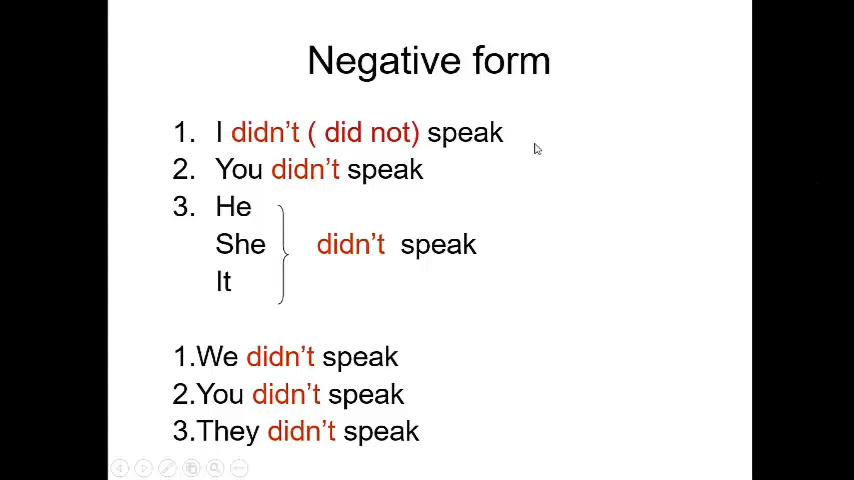 Negative form
1. I didn't ( did not) speak
2. You didn't speak
3. He
She didn't speak
It
1.We didn't speak
2.You didn't speak
3.They didn't speak